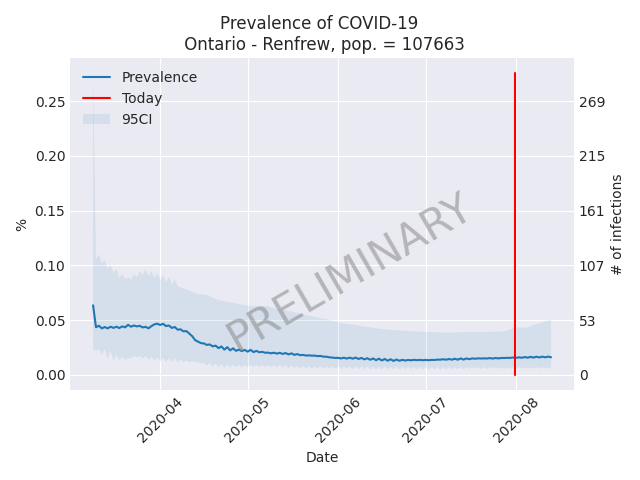 Prevalence of COVID-19
Ontario - Renfrew, pop. = 107663
Prevalence
Today
95CI
0.25
0.20
0.15
0.10
0.05
0.00
%
269
215
161
107
53
0
# of infections
PRELIMINARY
2020-04
2020-05
2020-06
2020-07
2020-08
Date